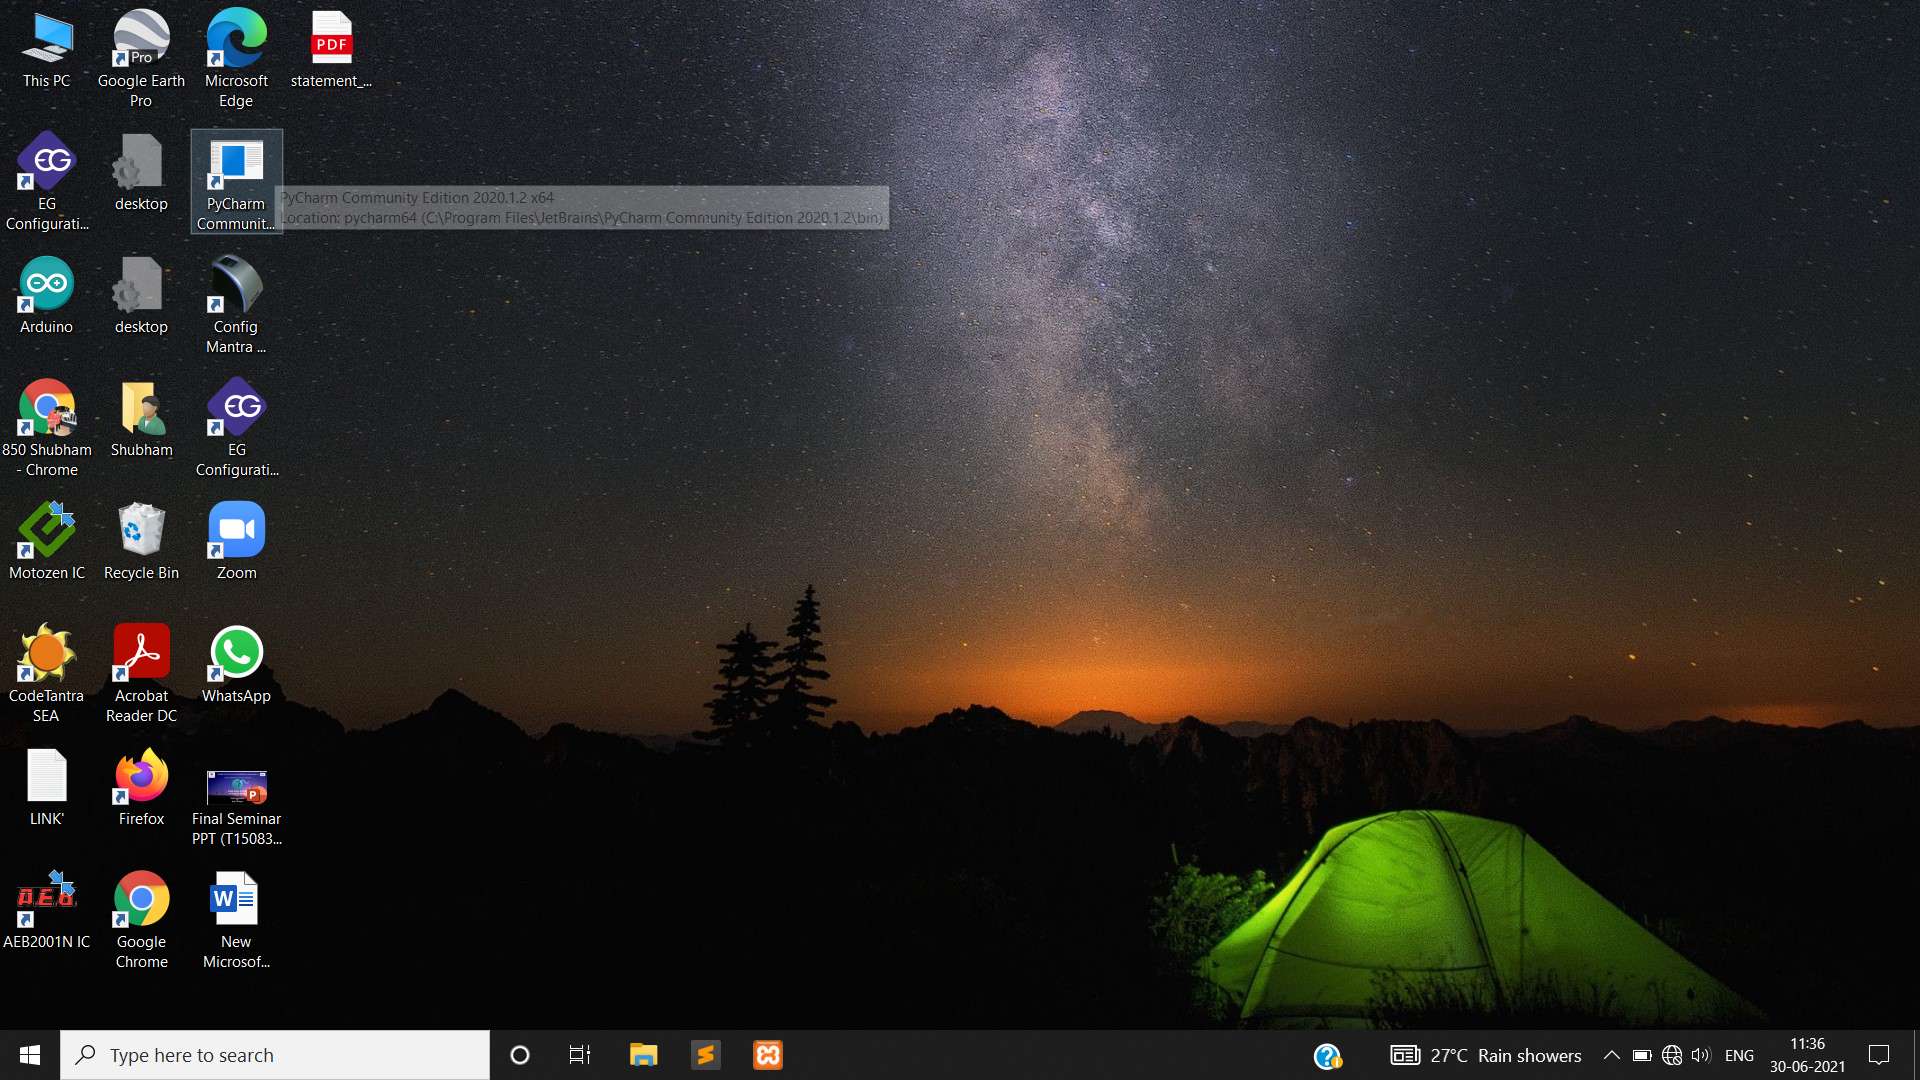 This PC
Pro
Google Earth
Pro
Microsoft
Edge
PDF
statement_...
EG
EG
Configurati...
desktop
PyCharm
Communit...
PyCharm Community Edition 2020.1.2 x64
Location: pycharm64 (C:\Program Files\JetBrains\PyCharm Community Edition 2020.1.2\bin)
Arduino
desktop
Config
Mantra ...
850 Shubham
- Chrome
Shubham
EG
EG
Configurati...
Motozen IC
Recycle Bin
Zoom
CodeTantra
SEA
Acrobat
Reader DC
WhatsApp
LINK'
Firefox
P
Final Seminar
PPT (T15083...
A.E.B.
AEB2001N IC
Google
Chrome
W
New
Microsof...
Type here to search
27°C Rain showers
ENG
11:36
30-06-2021